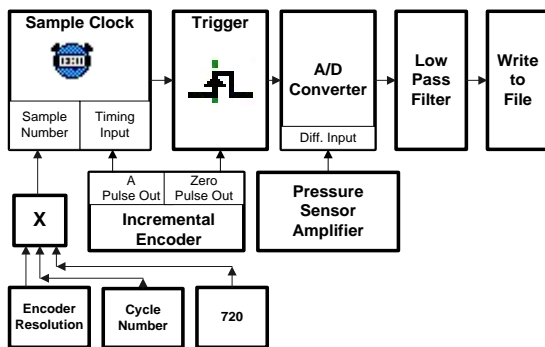 Sample Clock
Trigger
A/D
Converter
Low
Pass
Filter
Write
to
File
Sample
Number
Timing
Input
Diff. Input
A
Pulse Out
Zero
Pulse Out
Incremental
Encoder
Pressure
Sensor
Amplifier
X
Encoder
Resolution
Cycle
Number
720